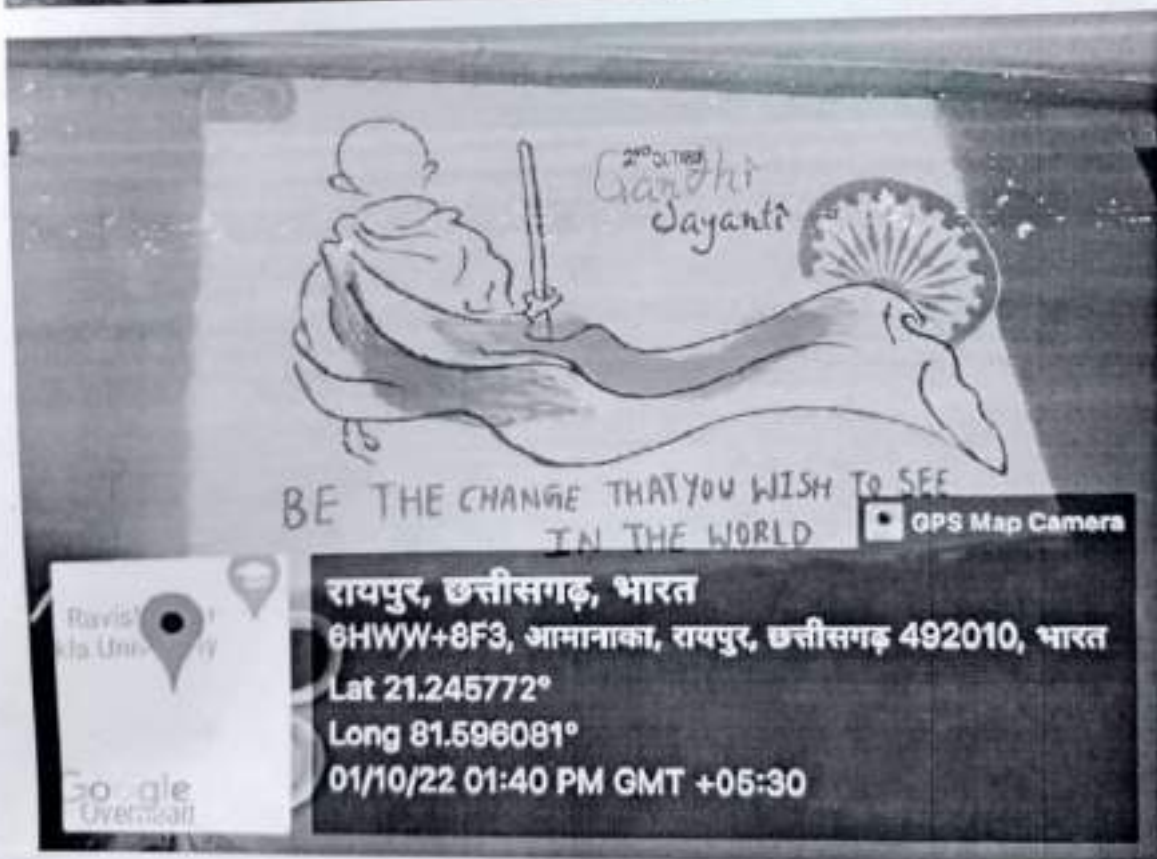 2ND OCTOBER
Gandhi
Jayanti
BE THE CHANGE THAT YOU WISH TO SEE
IN THE WORLD
GPS Map Camera
रायपुर, छत्तीसगढ़, भारत
6HWW+8F3, आमानाका, रायपुर, छत्तीसगढ़ 492010, भारत
Lat 21.245772°
Long 81.596081°
01/10/22 01:40 PM GMT +05:30
Google